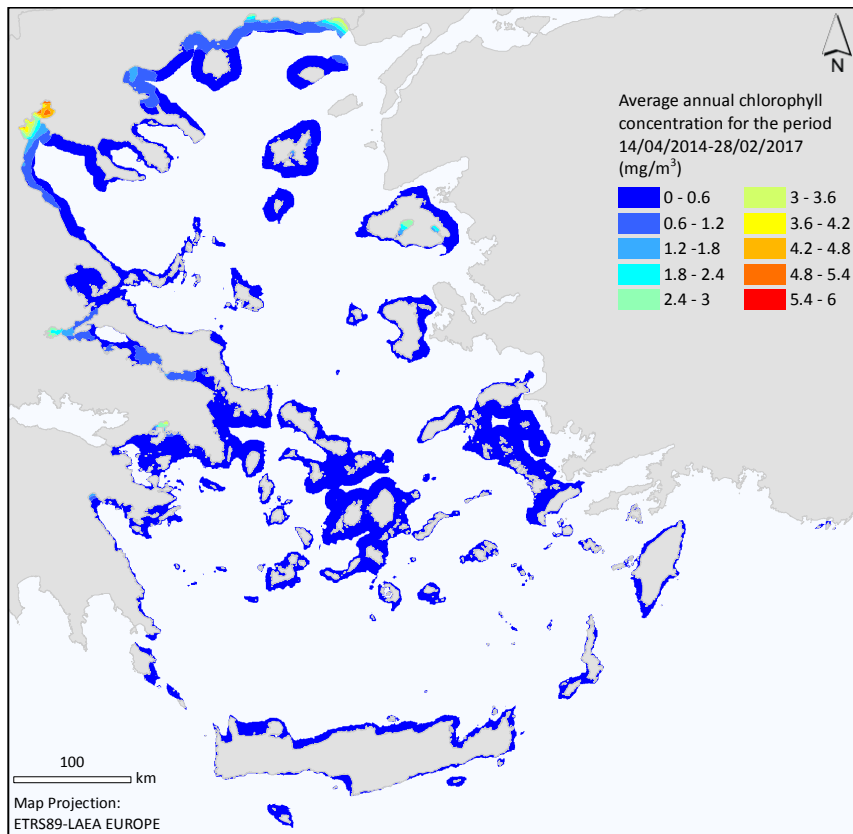 N
Average annual chlorophyll
concentration for the period
14/04/2014-28/02/2017
(mg/m³)
0 - 0.6
3 - 3.6
0.6 - 1.2
3.6 - 4.2
1.2 -1.8
4.2 - 4.8
1.8 - 2.4
4.8 - 5.4
2.4 - 3
5.4 - 6
100
km
Map Projection:
ETRS89-LAEA EUROPE